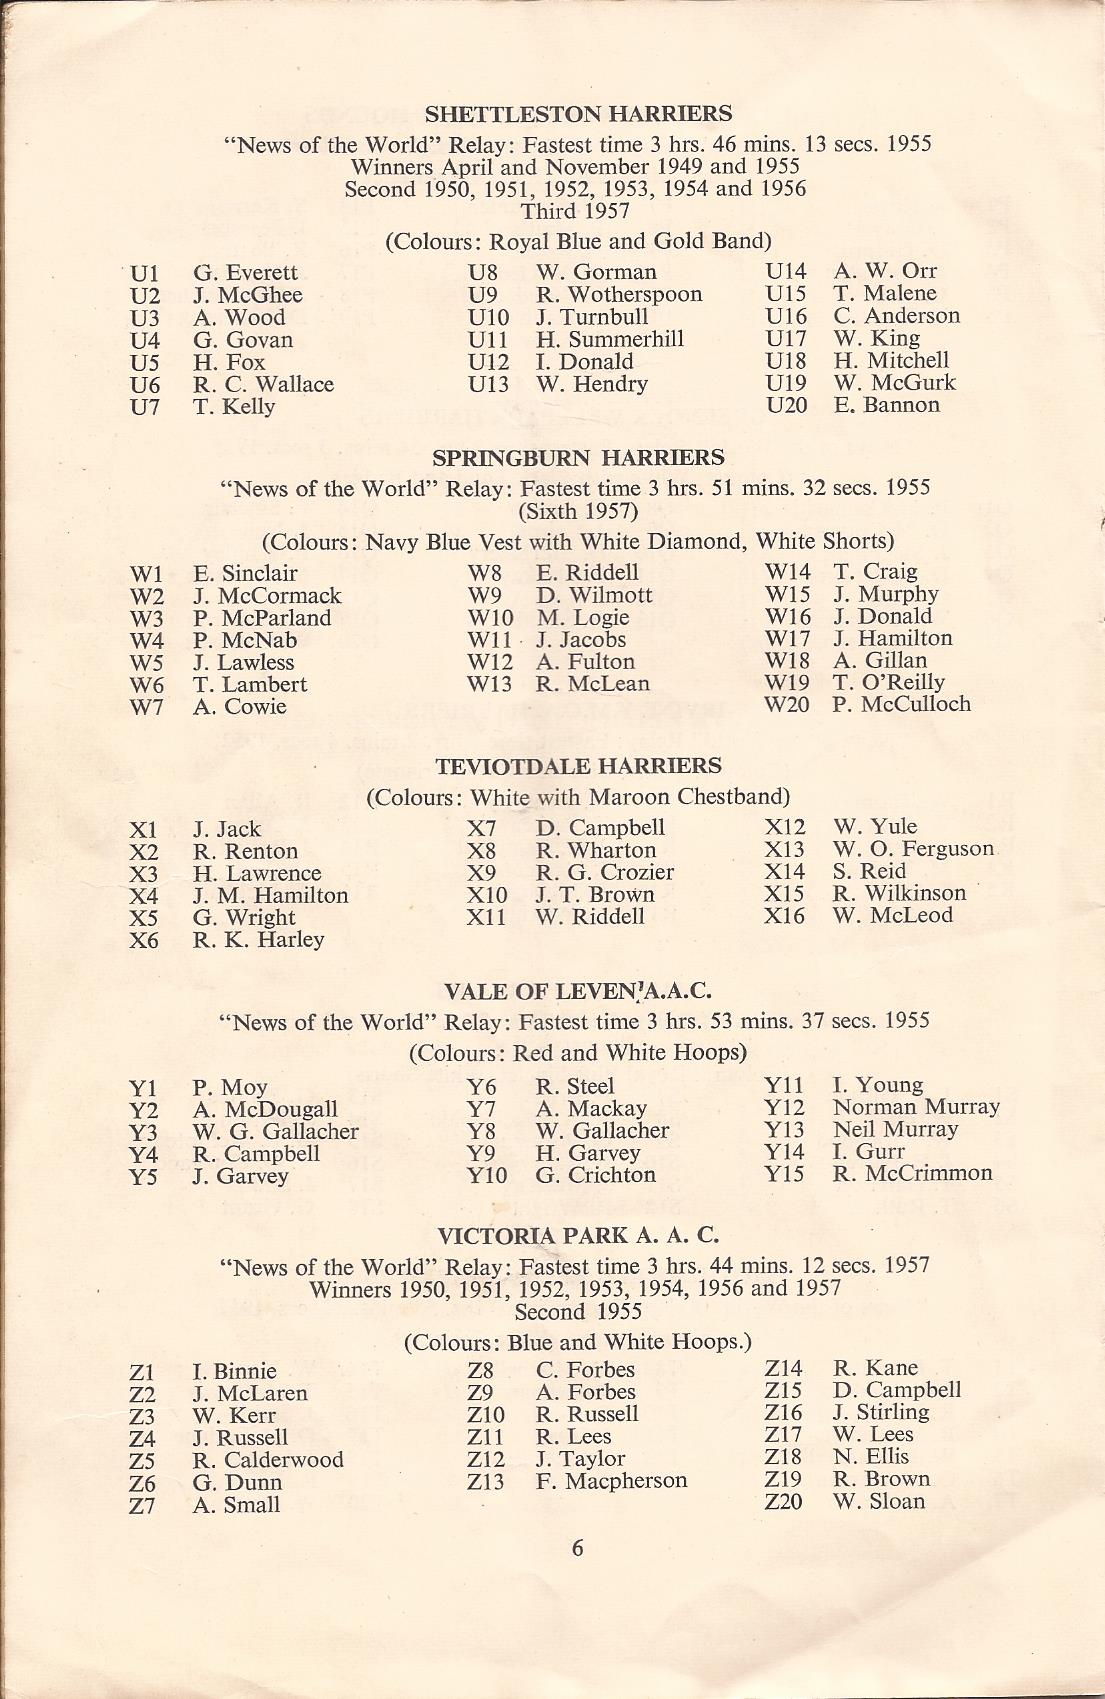 SHETTLESTON HARRIERS
“News of the World” Relay: Fastest time 3 hrs. 46 mins. 13 secs. 1955
Winners April and November 1949 and 1955
Second 1950, 1951, 1952, 1953, 1954 and 1956
Third 1957
(Colours: Royal Blue and Gold Band)
U1 G. Everett U8 W. Gorman U14 A. W. Orr
U2 J. McGhee U9 R. Wotherspoon U15 T. Malene
U3 A. Wood U10 J. Turnbull U16 C. Anderson
U4 G. Govan U11 H. Summerhill U17 W. King
U5 H. Fox U12 I. Donald U18 H. Mitchell
U6 R. C. Wallace U13 W. Hendry U19 W. McGurk
U7 T. Kelly U20 E. Bannon
SPRINGBURN HARRIERS
“News of the World” Relay: Fastest time 3 hrs. 51 mins. 32 secs. 1955
(Sixth 1957)
(Colours: Navy Blue Vest with White Diamond, White Shorts)
W1 E. Sinclair W8 E. Riddell W14 T. Craig
W2 J. McCormack W9 D. Wilmott W15 J. Murphy
W3 P. McParland W10 M. Logie W16 J. Donald
W4 P. McNab W11 J. Jacobs W17 J. Hamilton
W5 J. Lawless W12 A. Fulton W18 A. Gillan
W6 T. Lambert W13 R. McLean W19 T. O’Reilly
W7 A. Cowie W20 P. McCulloch
TEVIOTDALE HARRIERS
(Colours: White with Maroon Chestband)
X1 J. Jack X7 D. Campbell X12 W. Yule
X2 R. Renton X8 R. Wharton X13 W. O. Ferguson
X3 H. Lawrence X9 R. G. Crozier X14 S. Reid
X4 J. M. Hamilton X10 J. T. Brown X15 R. Wilkinson
X5 G. Wright X11 W. Riddell X16 W. McLeod
X6 R. K. Harley
VALE OF LEVEN A.A.C.
“News of the World” Relay: Fastest time 3 hrs. 53 mins. 37 secs. 1955
(Colours: Red and White Hoops)
Y1 P. Moy Y6 R. Steel Y11 I. Young
Y2 A. McDougall Y7 A. Mackay Y12 Norman Murray
Y3 W. G. Gallacher Y8 W. Gallacher Y13 Neil Murray
Y4 R. Campbell Y9 H. Garvey Y14 I. Gurr
Y5 J. Garvey Y10 G. Crichton Y15 R. McCrimmon
VICTORIA PARK A. A. C.
“News of the World” Relay: Fastest time 3 hrs. 44 mins. 12 secs. 1957
Winners 1950, 1951, 1952, 1953, 1954, 1956 and 1957
Second 1955
(Colours: Blue and White Hoops.)
Z1 I. Binnie Z8 C. Forbes Z14 R. Kane
Z2 J. McLaren Z9 A. Forbes Z15 D. Campbell
Z3 W. Kerr Z10 R. Russell Z16 J. Stirling
Z4 J. Russell Z11 R. Lees Z17 W. Lees
Z5 R. Calderwood Z12 J. Taylor Z18 N. Ellis
Z6 G. Dunn Z13 F. Macpherson Z19 R. Brown
Z7 A. Small Z20 W. Sloan
6